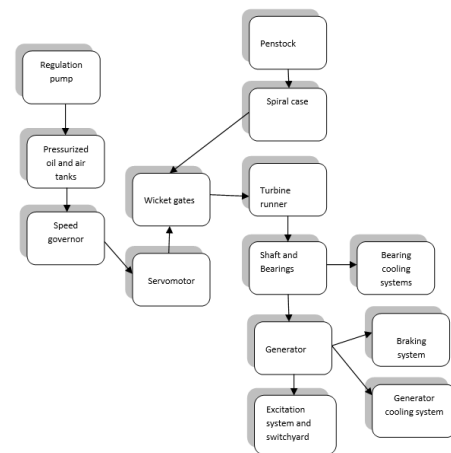 Penstock
Regulation
pump
Spiral case
Pressurized
oil and air
tanks
Wicket gates
Turbine
runner
Speed
governor
Servomotor
Shaft and
Bearings
Bearing
cooling
systems
Generator
Braking
system
Excitation
system and
switchyard
Generator
cooling system